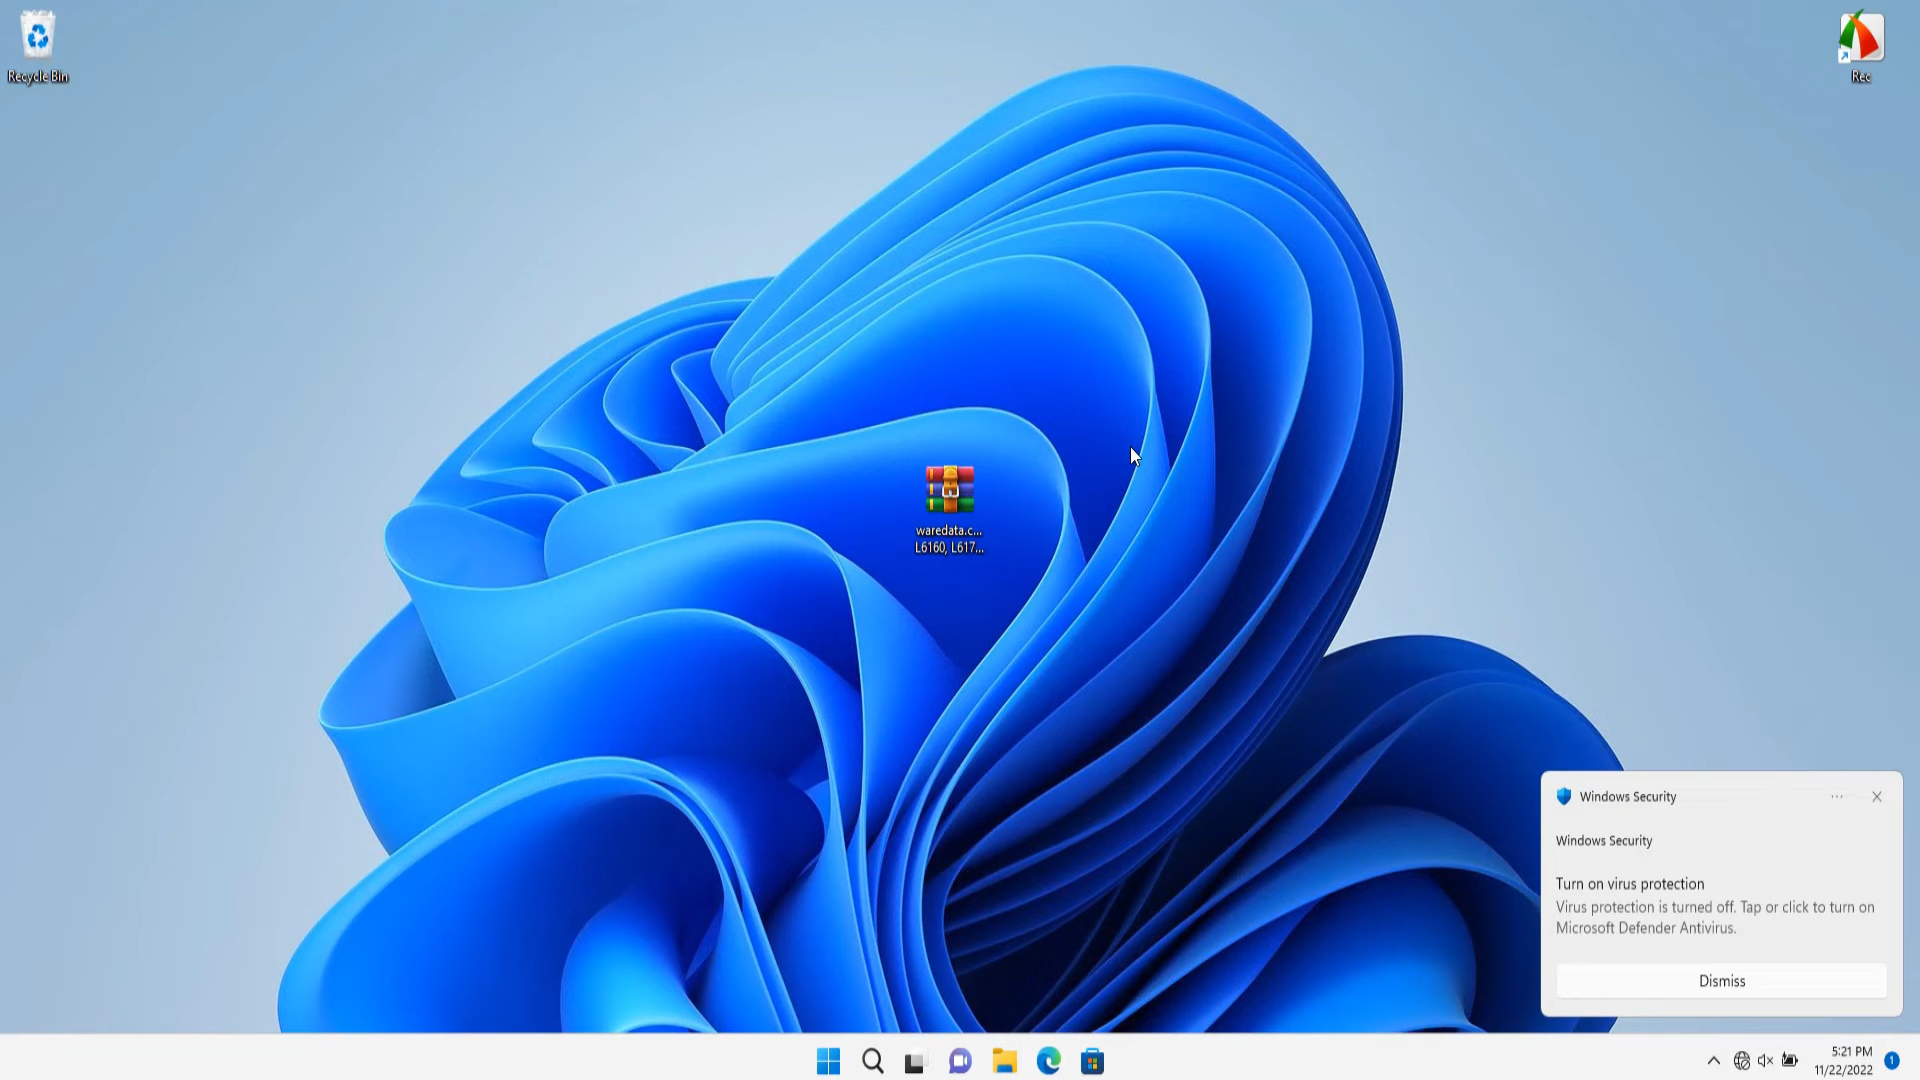 Recycle Bin
Rec
waredata.c...
L6160, L617...
Windows Security
Windows Security
Turn on virus protection
Virus protection is turned off. Tap or click to turn on
Microsoft Defender Antivirus.
Dismiss
5:21 PM
11/22/2022
1